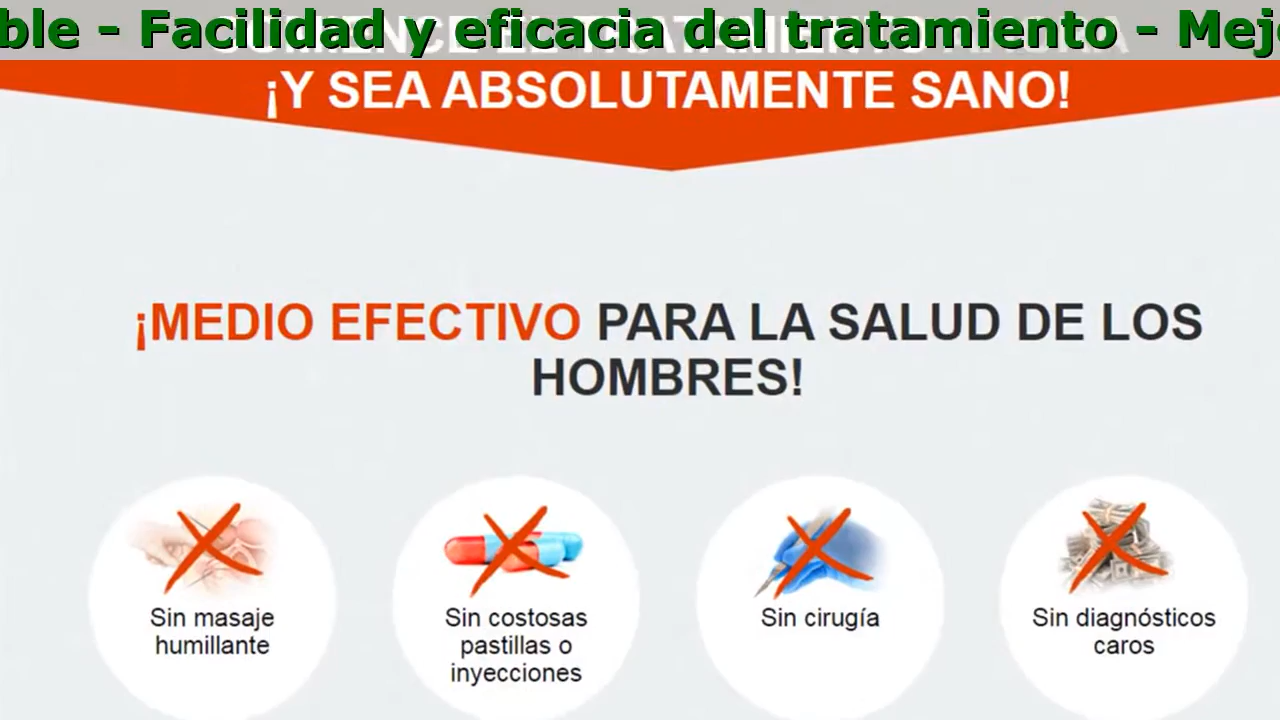 ble - Facilidad y eficacia del tratamiento - Mej
¡Y SEA ABSOLUTAMENTE SANO!
¡MEDIO EFECTIVO PARA LA SALUD DE LOS
HOMBRES!
Sin masaje
humillante
Sin costosas
pastillas o
inyecciones
Sin cirugía
Sin diagnósticos
caros